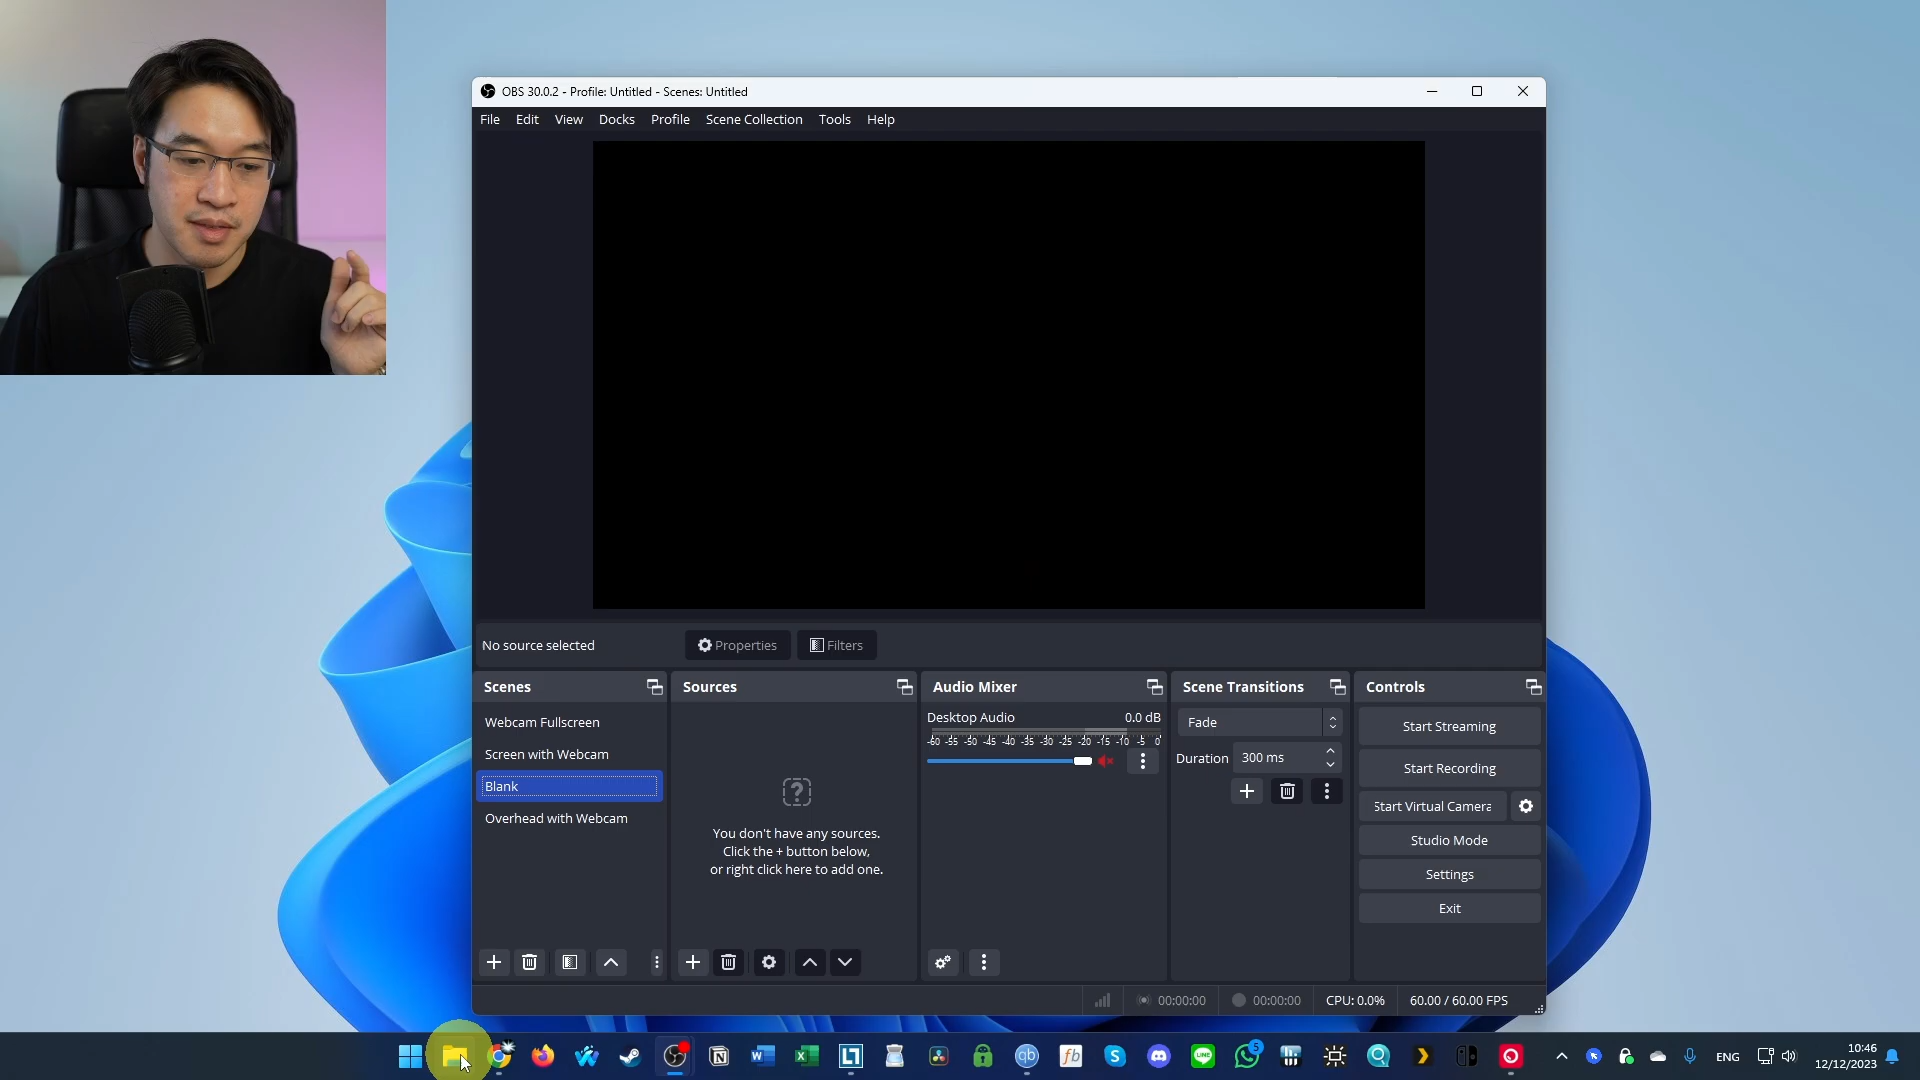 OBS 30.0.2 - Profile: Untitled - Scenes: Untitled
File Edit View Docks Profile Scene Collection Tools Help
No source selected Properties Filters
Scenes
Webcam Fullscreen
Screen with Webcam
Blank
Overhead with Webcam
Sources
You don't have any sources.
Click the + button below,
or right click here to add one.
Audio Mixer
Desktop Audio 0.0 dB
-60 -55 -50 -45 -40 -35 -30 -25 -20 -15 -10 -5 0
Scene Transitions
Fade
Duration 300 ms
Controls
Start Streaming
Start Recording
Start Virtual Camera
Studio Mode
Settings
Exit
00:00:00 00:00:00 CPU: 0.0% 60.00 / 60.00 FPS
qb fb 5 ENG
10:46
12/12/2023